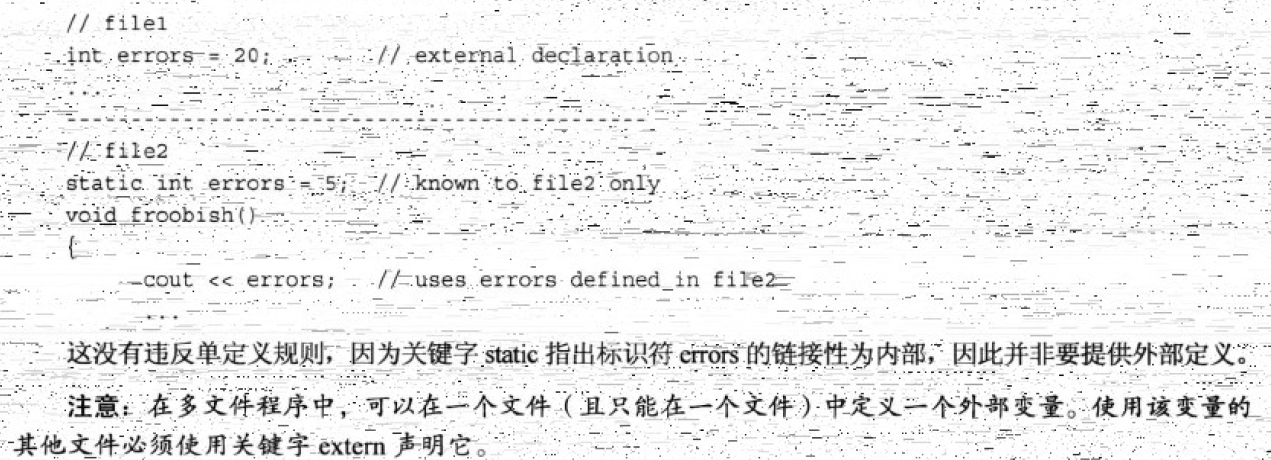 // file1
int errors = 20;        // external declaration
...
---------------------------------------------
// file2
static int errors = 5;  // known to file2 only
void froobish()
{
      cout << errors;   // uses errors defined in file2
      ...
这没有违反单定义规则，因为关键字 static 指出标识符 errors 的链接性为内部，因此并非要提供外部定义。
注意：在多文件程序中，可以在一个文件（且只能在一个文件）中定义一个外部变量。使用该变量的
其他文件必须使用关键字 extern 声明它。